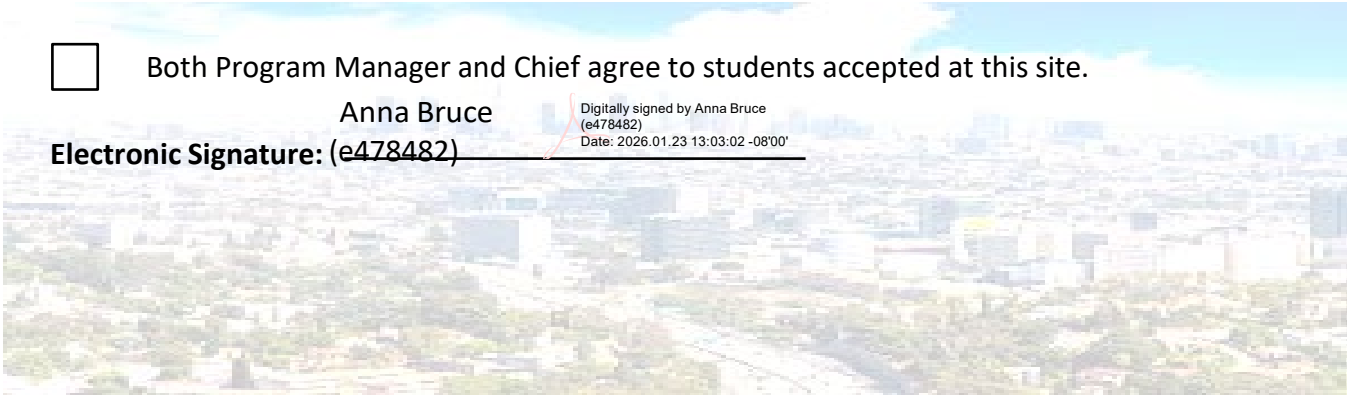 Both Program Manager and Chief agree to students accepted at this site.
Anna Bruce
(e478482)
Digitally signed by Anna Bruce
(e478482)
Date: 2026.01.23 13:03:02 -08'00'
Electronic Signature: